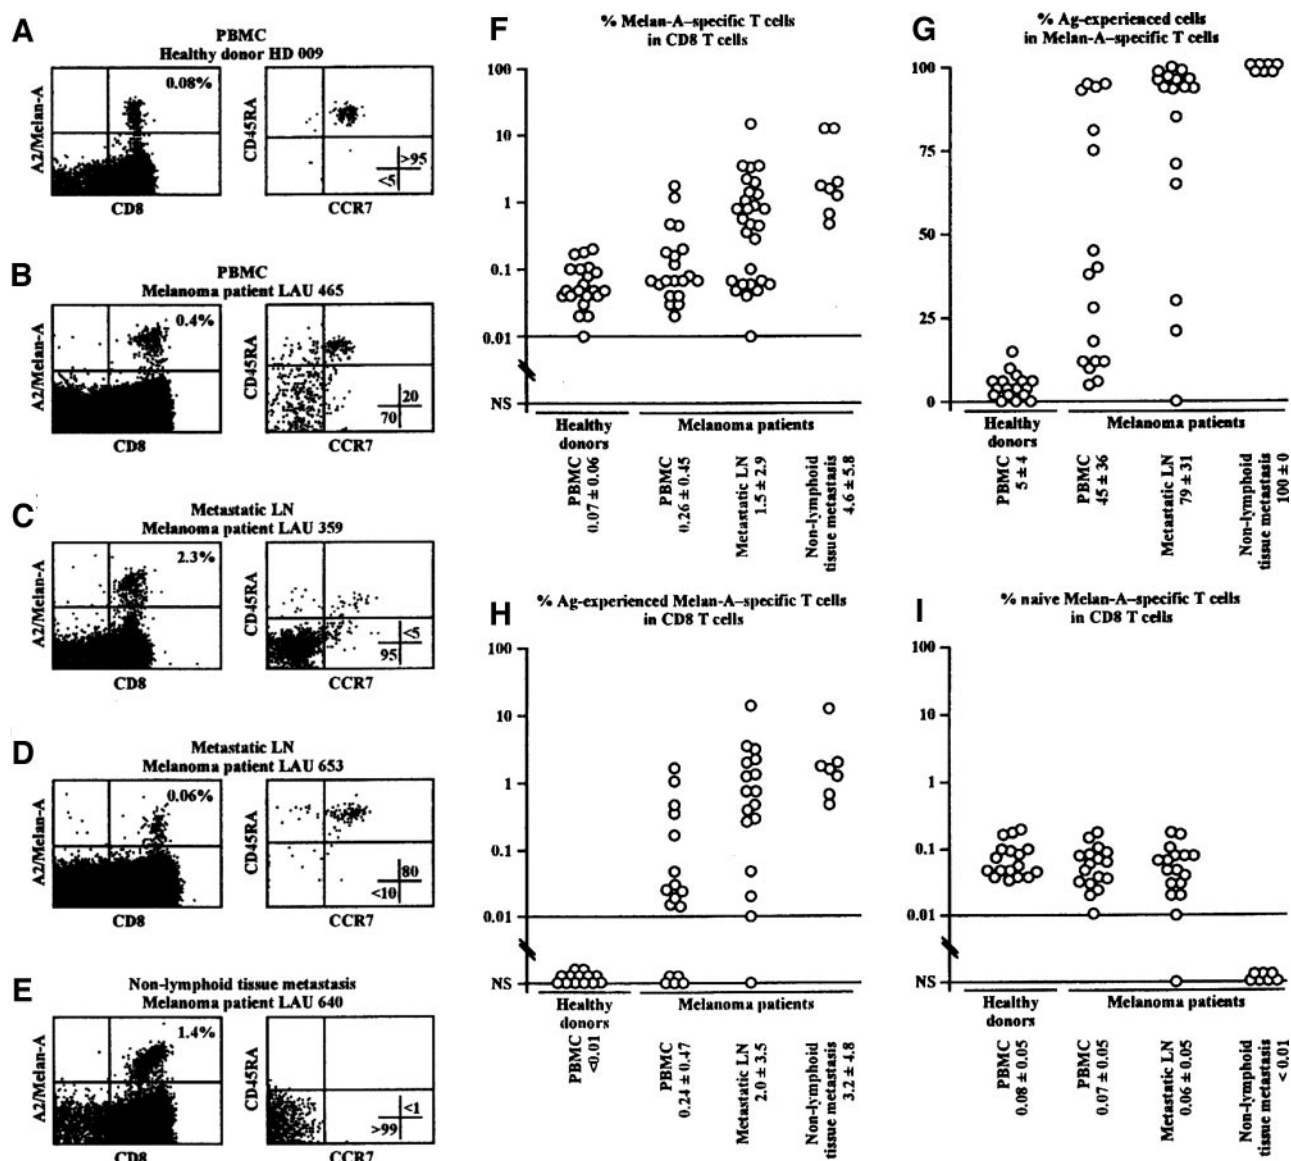 A
PBMC
Healthy donor HD 009
0.08%
A2/Melan-A
CD8
CD45RA
>95
<5
CCR7
B
PBMC
Melanoma patient LAU 465
0.4%
A2/Melan-A
CD8
CD45RA
20
70
CCR7
C
Metastatic LN
Melanoma patient LAU 359
2.3%
A2/Melan-A
CD8
CD45RA
<5
95
CCR7
D
Metastatic LN
Melanoma patient LAU 653
0.06%
A2/Melan-A
CD8
CD45RA
80
<10
CCR7
E
Non-lymphoid tissue metastasis
Melanoma patient LAU 640
1.4%
A2/Melan-A
CD8
CD45RA
<1
>99
CCR7
F
% Melan-A–specific T cells
in CD8 T cells
100
10
1
0.1
0.01
NS
Healthy
donors
Melanoma patients
PBMC
0.07 ± 0.06
PBMC
0.26 ± 0.45
Metastatic LN
1.5 ± 2.9
Non-lymphoid
tissue metastasis
4.6 ± 5.8
G
% Ag-experienced cells
in Melan-A–specific T cells
100
75
50
25
0
Healthy
donors
Melanoma patients
PBMC
5 ± 4
PBMC
45 ± 36
Metastatic LN
79 ± 31
Non-lymphoid
tissue metastasis
100 ± 0
H
% Ag-experienced Melan-A–specific T cells
in CD8 T cells
100
10
1
0.1
0.01
NS
Healthy
donors
Melanoma patients
PBMC
<0.01
PBMC
0.24 ± 0.47
Metastatic LN
2.0 ± 3.5
Non-lymphoid
tissue metastasis
3.2 ± 4.8
I
% naive Melan-A–specific T cells
in CD8 T cells
100
10
1
0.1
0.01
NS
Healthy
donors
Melanoma patients
PBMC
0.08 ± 0.05
PBMC
0.07 ± 0.05
Metastatic LN
0.06 ± 0.05
Non-lymphoid
tissue metastasis
< 0.01